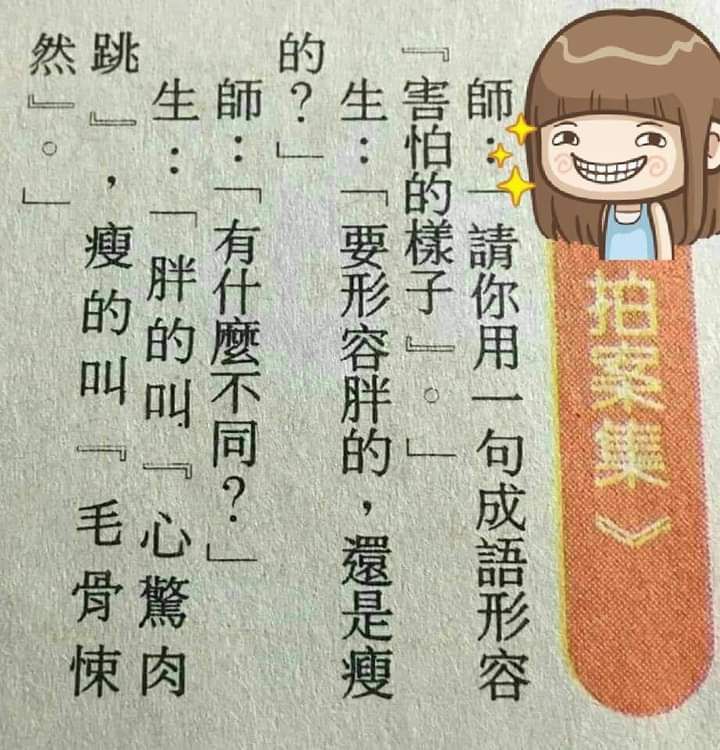 拍案集》
師：「請你用一句成語形容
『害怕的樣子』。」
生：「要形容胖的，還是瘦
的？」
師：「有什麼不同？」
生：「胖的叫『心驚肉
跳』，瘦的叫『毛骨悚
然』。」